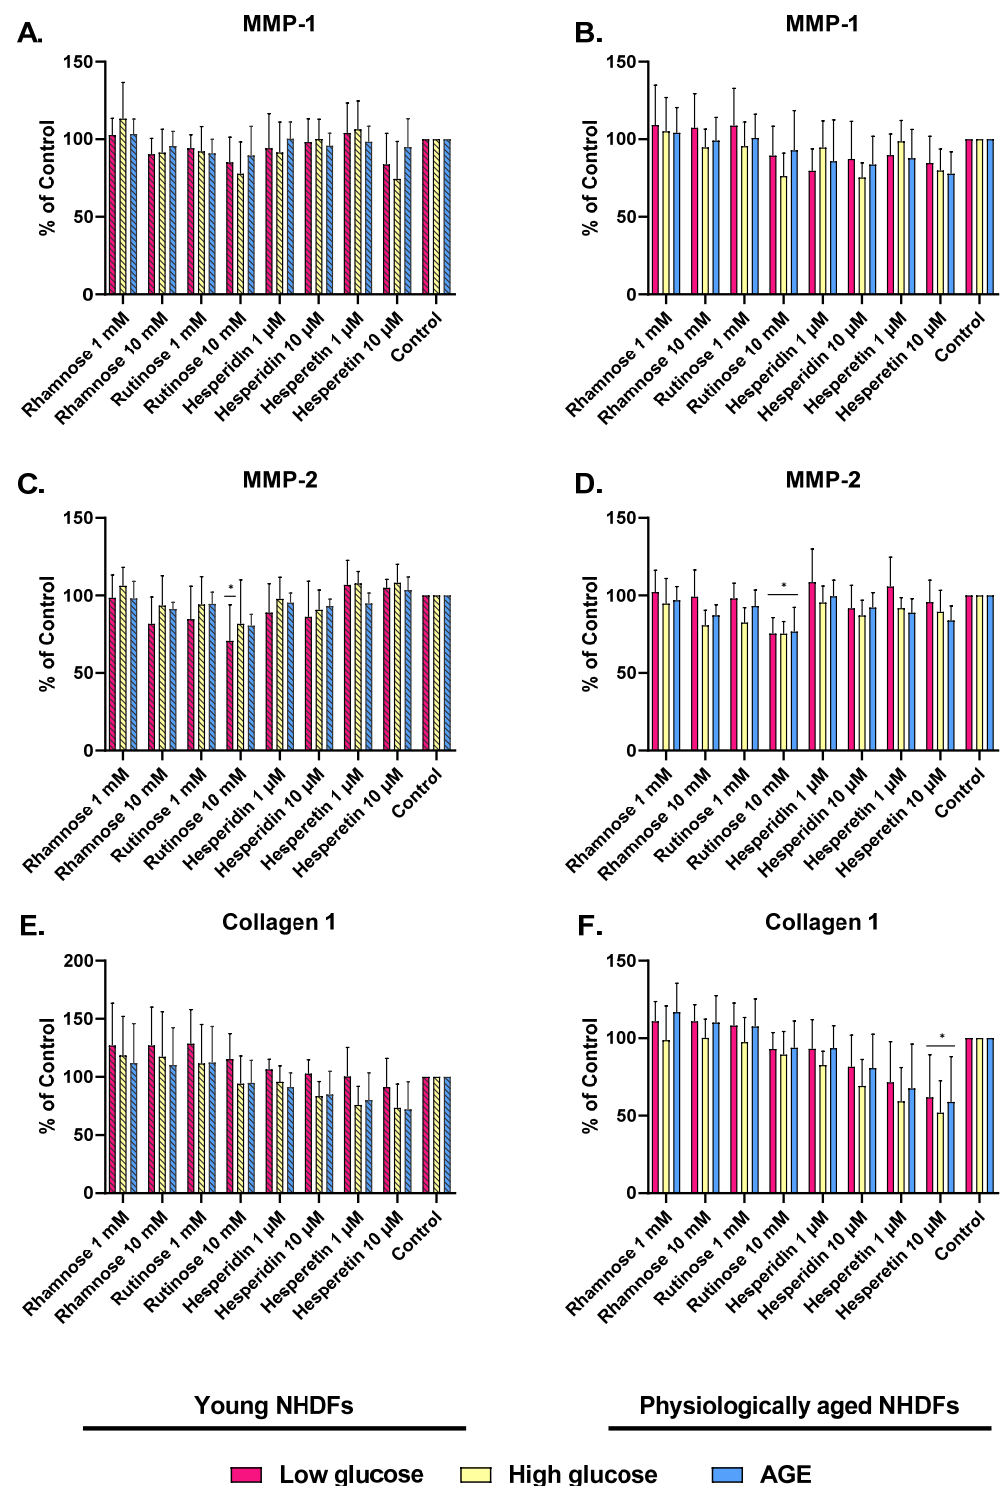 A.
MMP-1
% of Control
150
100
50
0
Rhamnose 1 mM
Rhamnose 10 mM
Rutinose 1 mM
Rutinose 10 mM
Hesperidin 1 µM
Hesperidin 10 µM
Hesperetin 1 µM
Hesperetin 10 µM
Control
B.
MMP-1
% of Control
150
100
50
0
Rhamnose 1 mM
Rhamnose 10 mM
Rutinose 1 mM
Rutinose 10 mM
Hesperidin 1 µM
Hesperidin 10 µM
Hesperetin 1 µM
Hesperetin 10 µM
Control
C.
MMP-2
% of Control
150
100
50
0
*
Rhamnose 1 mM
Rhamnose 10 mM
Rutinose 1 mM
Rutinose 10 mM
Hesperidin 1 µM
Hesperidin 10 µM
Hesperetin 1 µM
Hesperetin 10 µM
Control
D.
MMP-2
% of Control
150
100
50
0
*
Rhamnose 1 mM
Rhamnose 10 mM
Rutinose 1 mM
Rutinose 10 mM
Hesperidin 1 µM
Hesperidin 10 µM
Hesperetin 1 µM
Hesperetin 10 µM
Control
E.
Collagen 1
% of Control
200
150
100
50
0
Rhamnose 1 mM
Rhamnose 10 mM
Rutinose 1 mM
Rutinose 10 mM
Hesperidin 1 µM
Hesperidin 10 µM
Hesperetin 1 µM
Hesperetin 10 µM
Control
F.
Collagen 1
% of Control
150
100
50
0
*
Rhamnose 1 mM
Rhamnose 10 mM
Rutinose 1 mM
Rutinose 10 mM
Hesperidin 1 µM
Hesperidin 10 µM
Hesperetin 1 µM
Hesperetin 10 µM
Control
Young NHDFs
Physiologically aged NHDFs
Low glucose
High glucose
AGE